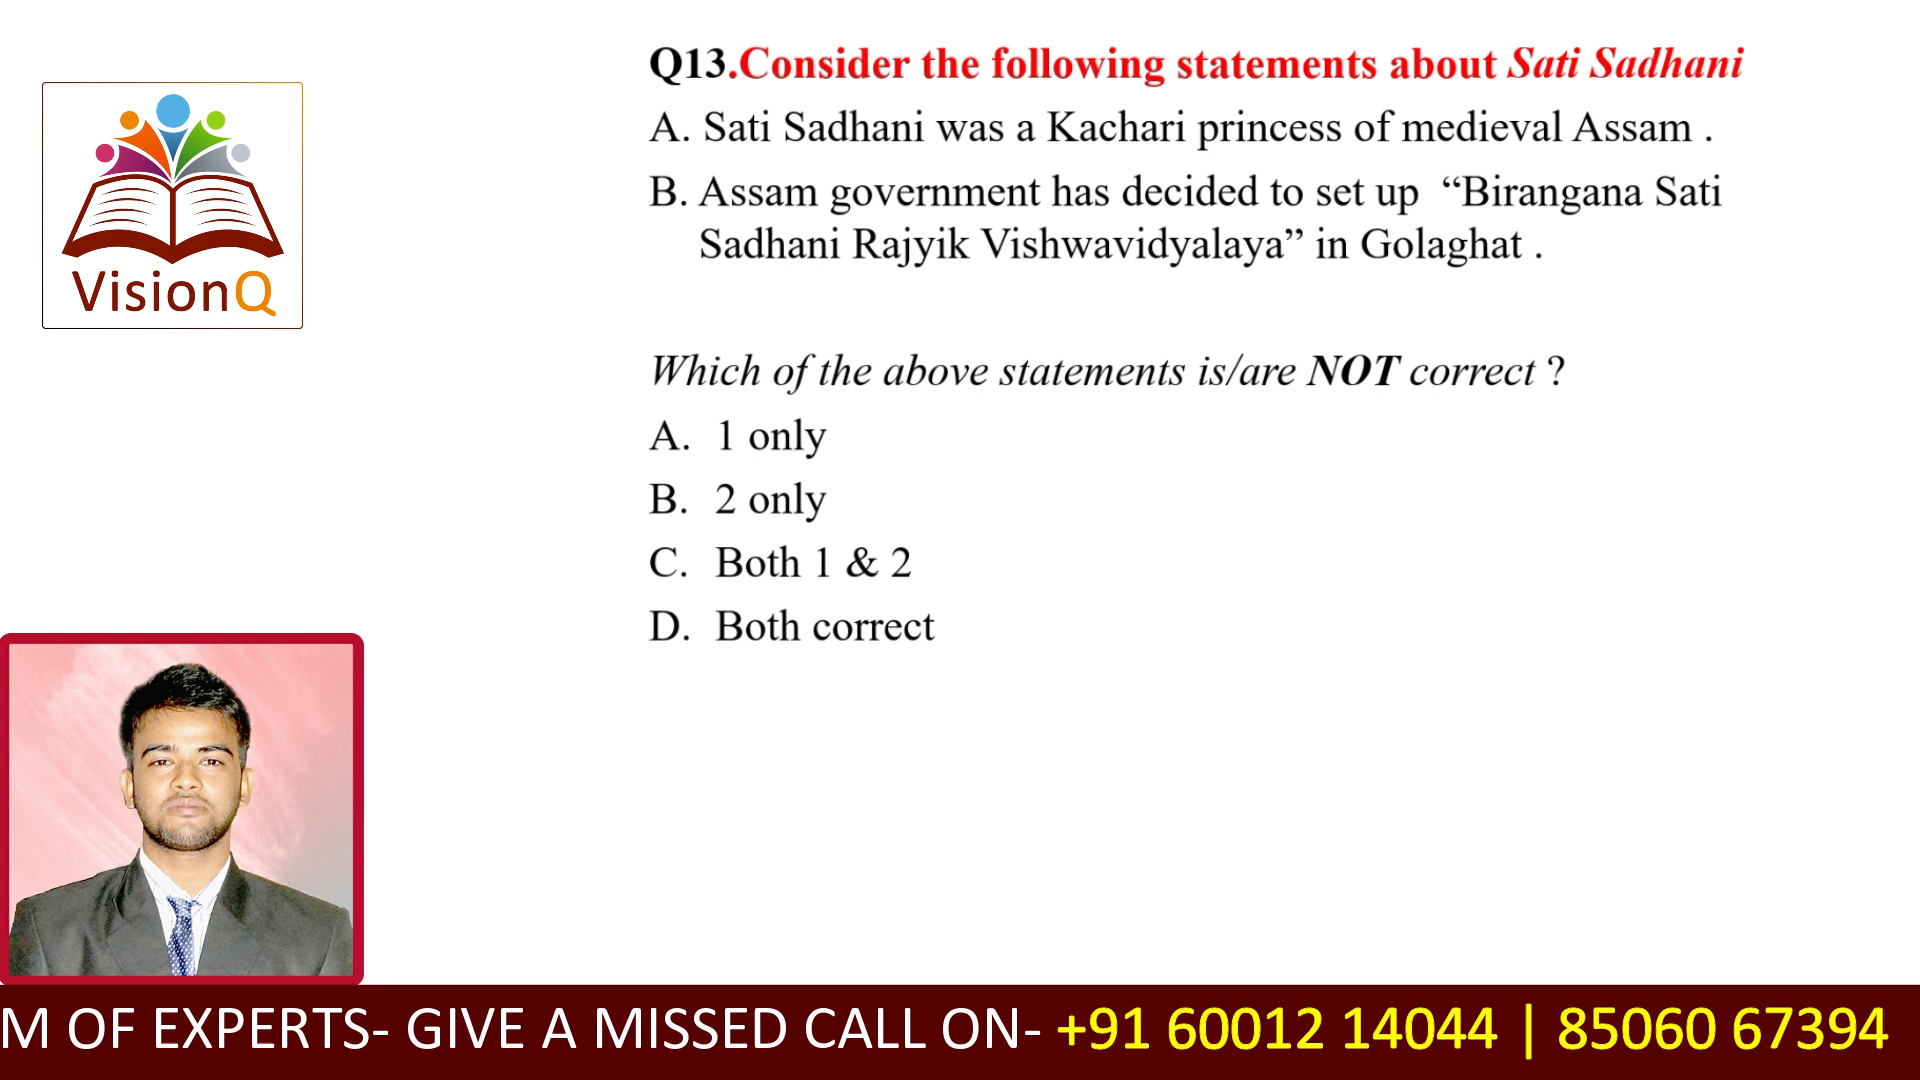 VisionQ
Q13.Consider the following statements about Sati Sadhani
A. Sati Sadhani was a Kachari princess of medieval Assam .
B. Assam government has decided to set up “Birangana Sati
Sadhani Rajyik Vishwavidyalaya” in Golaghat .
Which of the above statements is/are NOT correct ?
A. 1 only
B. 2 only
C. Both 1 & 2
D. Both correct
M OF EXPERTS- GIVE A MISSED CALL ON- +91 60012 14044 | 85060 67394